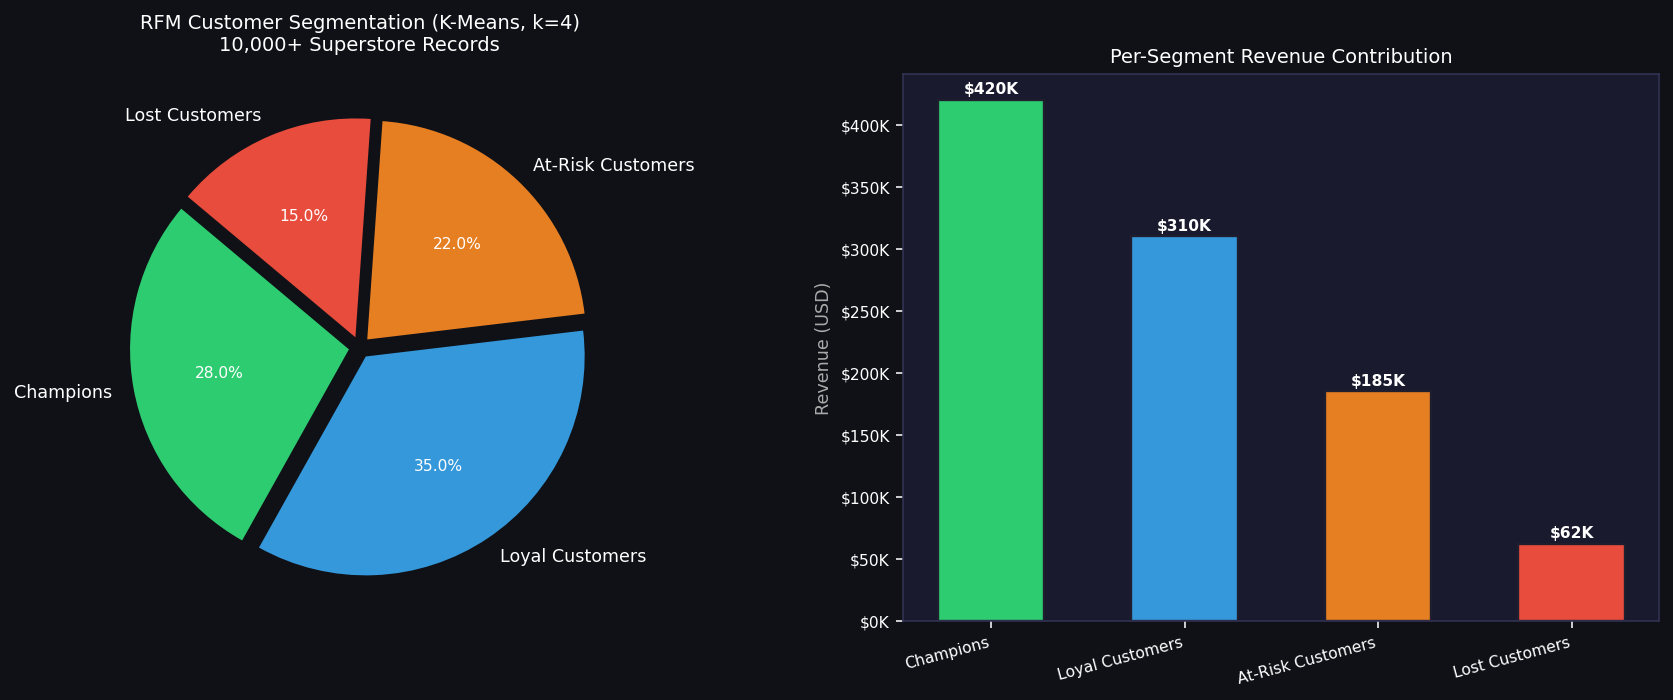 RFM Customer Segmentation (K-Means, k=4)
10,000+ Superstore Records
Lost Customers
At-Risk Customers
15.0%
22.0%
28.0%
Champions
35.0%
Loyal Customers
Per-Segment Revenue Contribution
Revenue (USD)
$400K
$350K
$300K
$250K
$200K
$150K
$100K
$50K
$0K
$420K
$310K
$185K
$62K
Champions
Loyal Customers
At-Risk Customers
Lost Customers